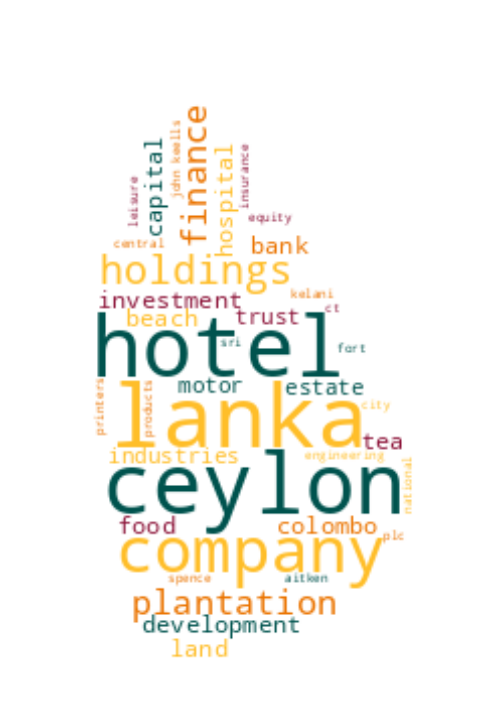 finance
john keells
capital
hospital
insurance
leisure
equity
central
bank
holdings
kelani
investment
ct
beach
trust
hotel
sri
fort
motor
estate
printers
products
lanka
city
tea
industries
engineering
national
ceylon
food
colombo
plc
company
spence
aitken
plantation
development
land